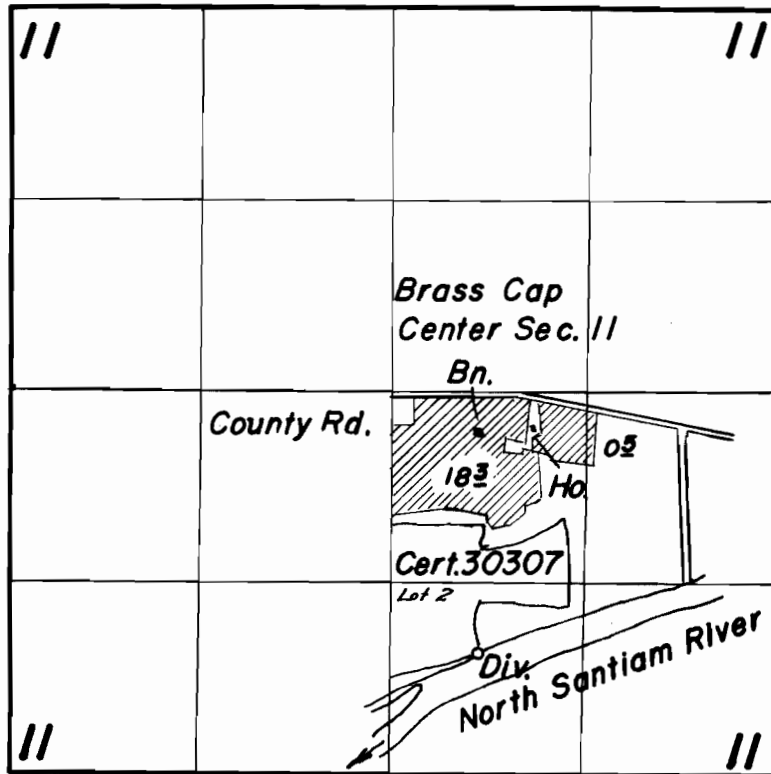 11 11
Brass Cap
Center Sec. 11
Bn.
County Rd.
0 5
18 3
Ho.
Cert. 30307
Lot 2
Div.
North Santiam River
11 11